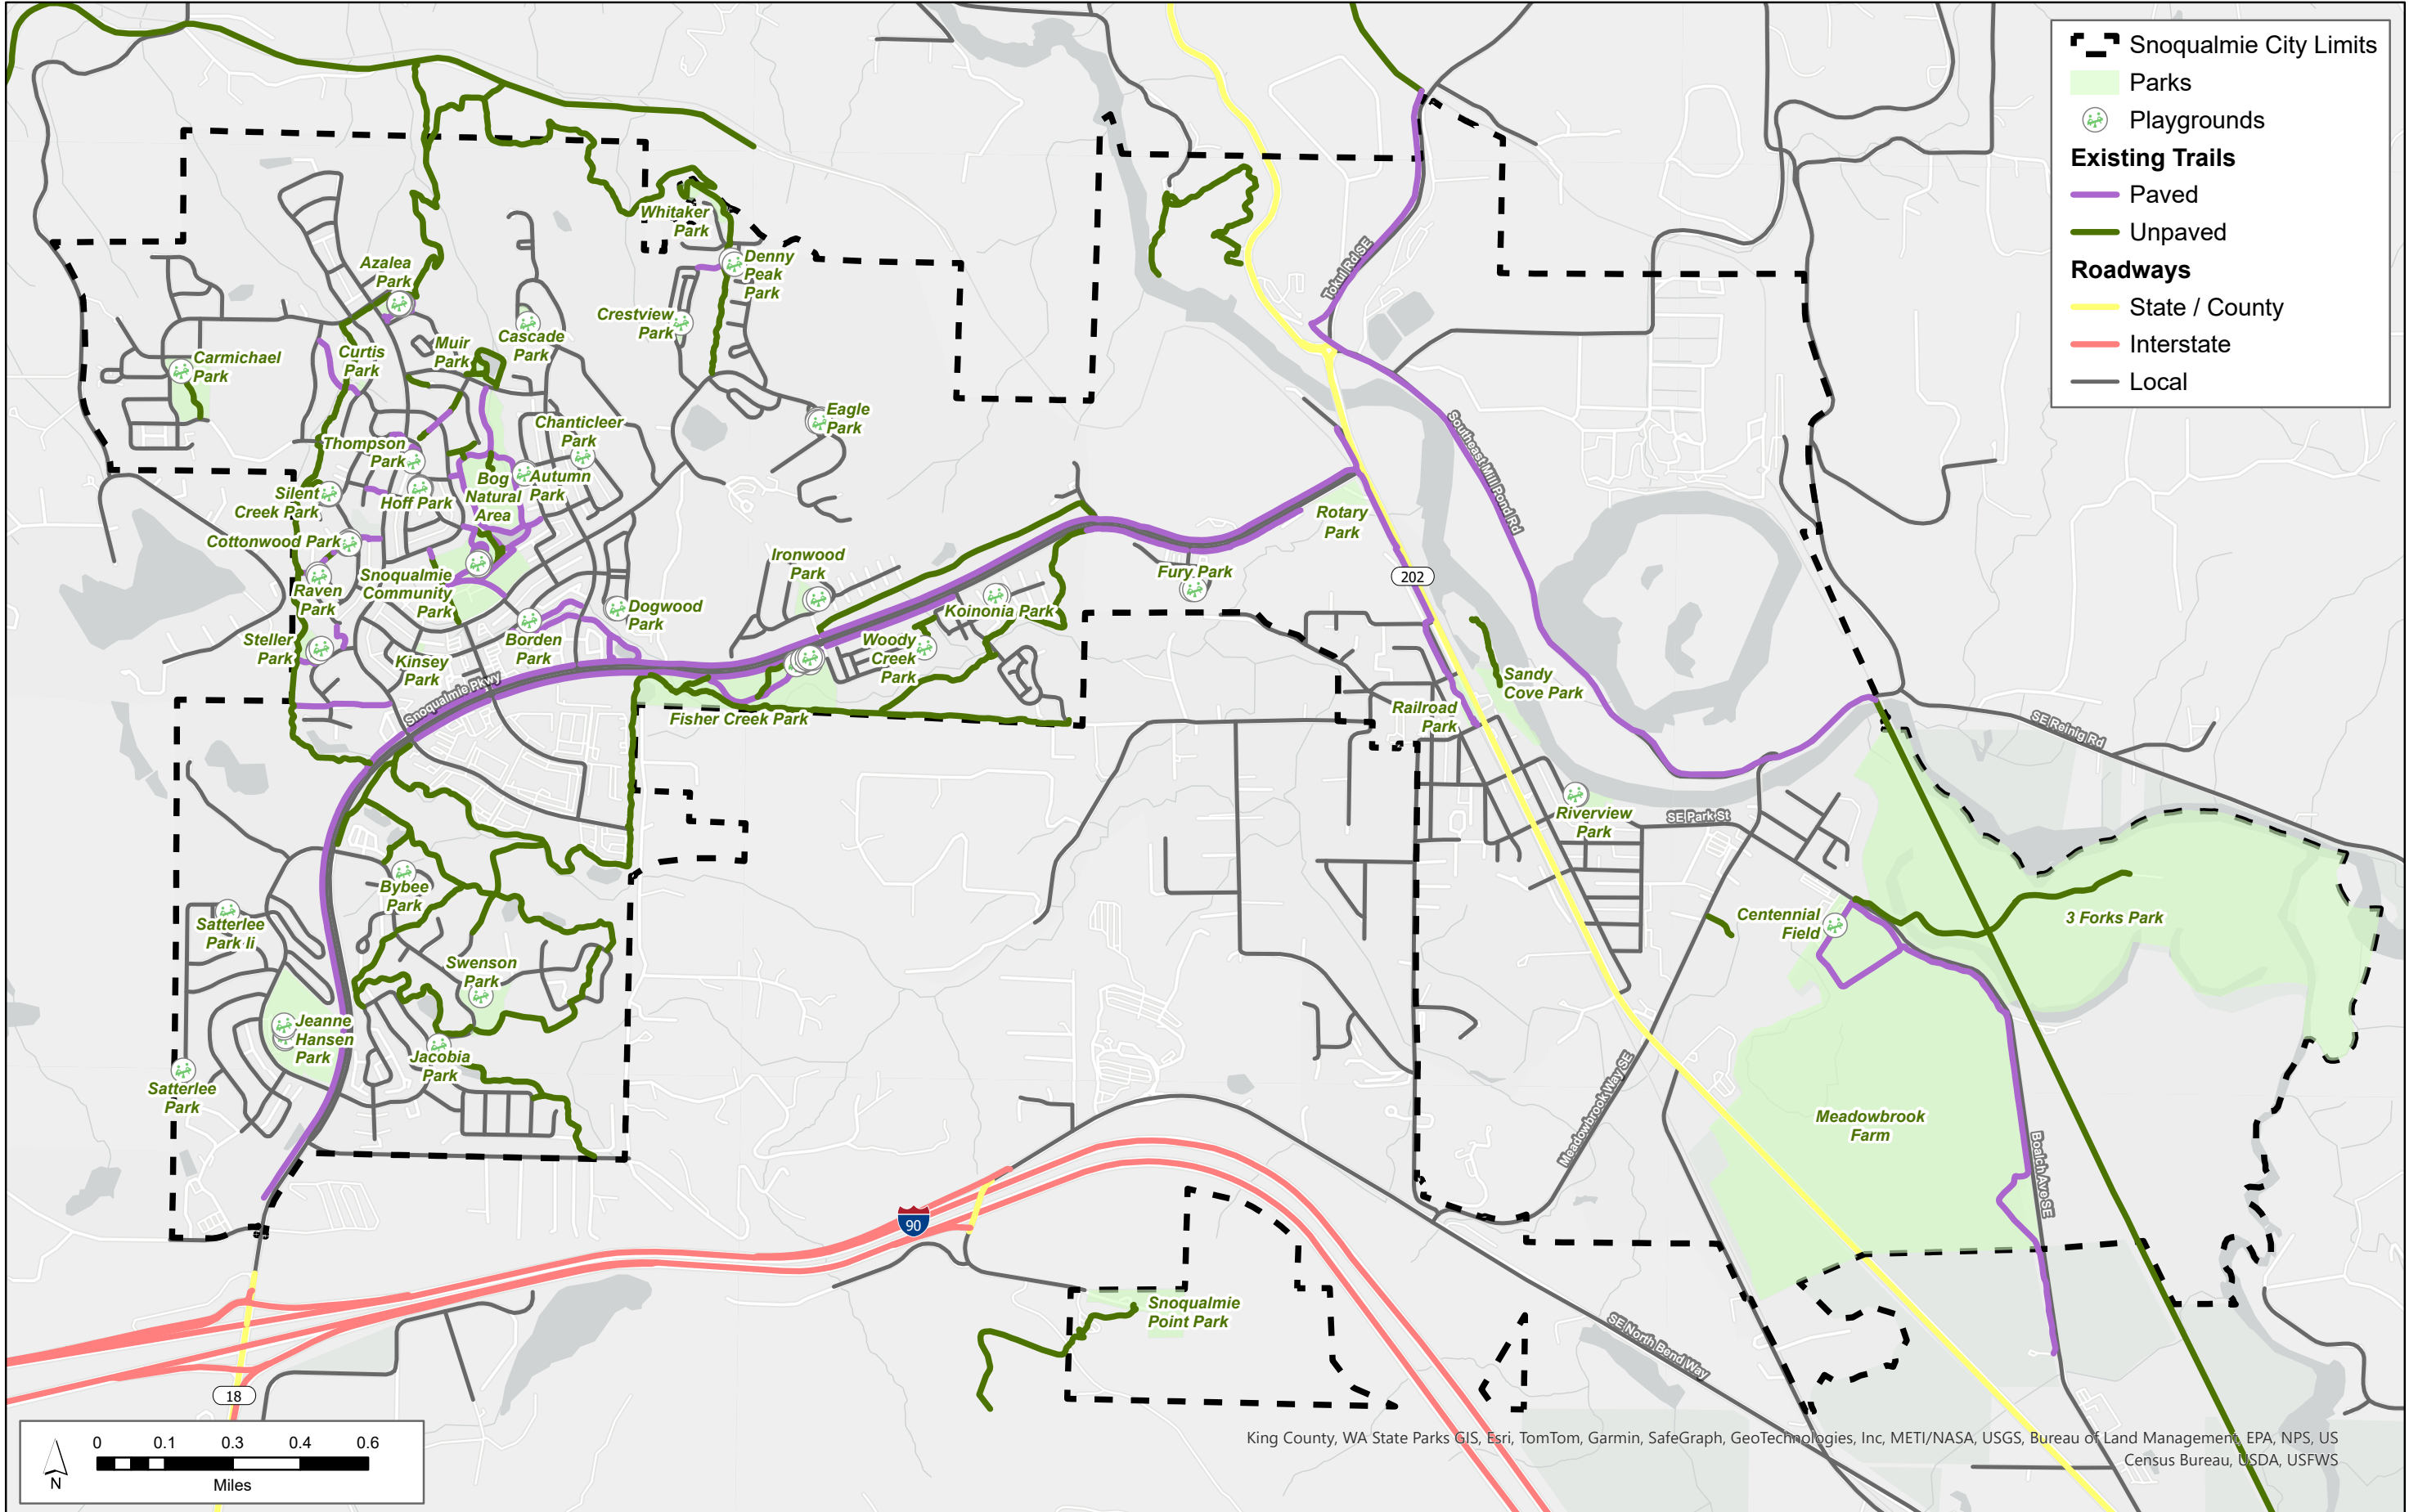 Snoqualmie City Limits
Parks
Playgrounds
Existing Trails
Paved
Unpaved
Roadways
State / County
Interstate
Local
Whitaker
Park
Denny
Peak
Park
Azalea
Park
Crestview
Park
Cascade
Park
Muir
Park
Curtis
Park
Carmichael
Park
Eagle
Park
Chanticleer
Park
Thompson
Park
Autumn
Park
Bog
Natural
Area
Hoff Park
Silent
Creek Park
Cottonwood Park
Snoqualmie
Community
Park
Raven
Park
Steller
Park
Kinsey
Park
Borden
Park
Dogwood
Park
Ironwood
Park
Koinonia Park
Woody
Creek
Park
Fisher Creek Park
Fury Park
Rotary
Park
Tokul Rd SE
Southeast Mill Pond Rd
202
Snoqualmie Pkwy
Sandy
Cove Park
Railroad
Park
Riverview
Park
SE Park St
SE Reinig Rd
Centennial
Field
3 Forks Park
Meadowbrook
Farm
Meadowbrook Way SE
Boalch Ave SE
Bybee
Park
Satterlee
Park Ii
Swenson
Park
Jeanne
Hansen
Park
Jacobia
Park
Satterlee
Park
90
18
Snoqualmie
Point Park
SE North Bend Way
0 0.1 0.3 0.4 0.6
Miles
N
King County, WA State Parks GIS, Esri, TomTom, Garmin, SafeGraph, GeoTechnologies, Inc, METI/NASA, USGS, Bureau of Land Management, EPA, NPS, US
Census Bureau, USDA, USFWS